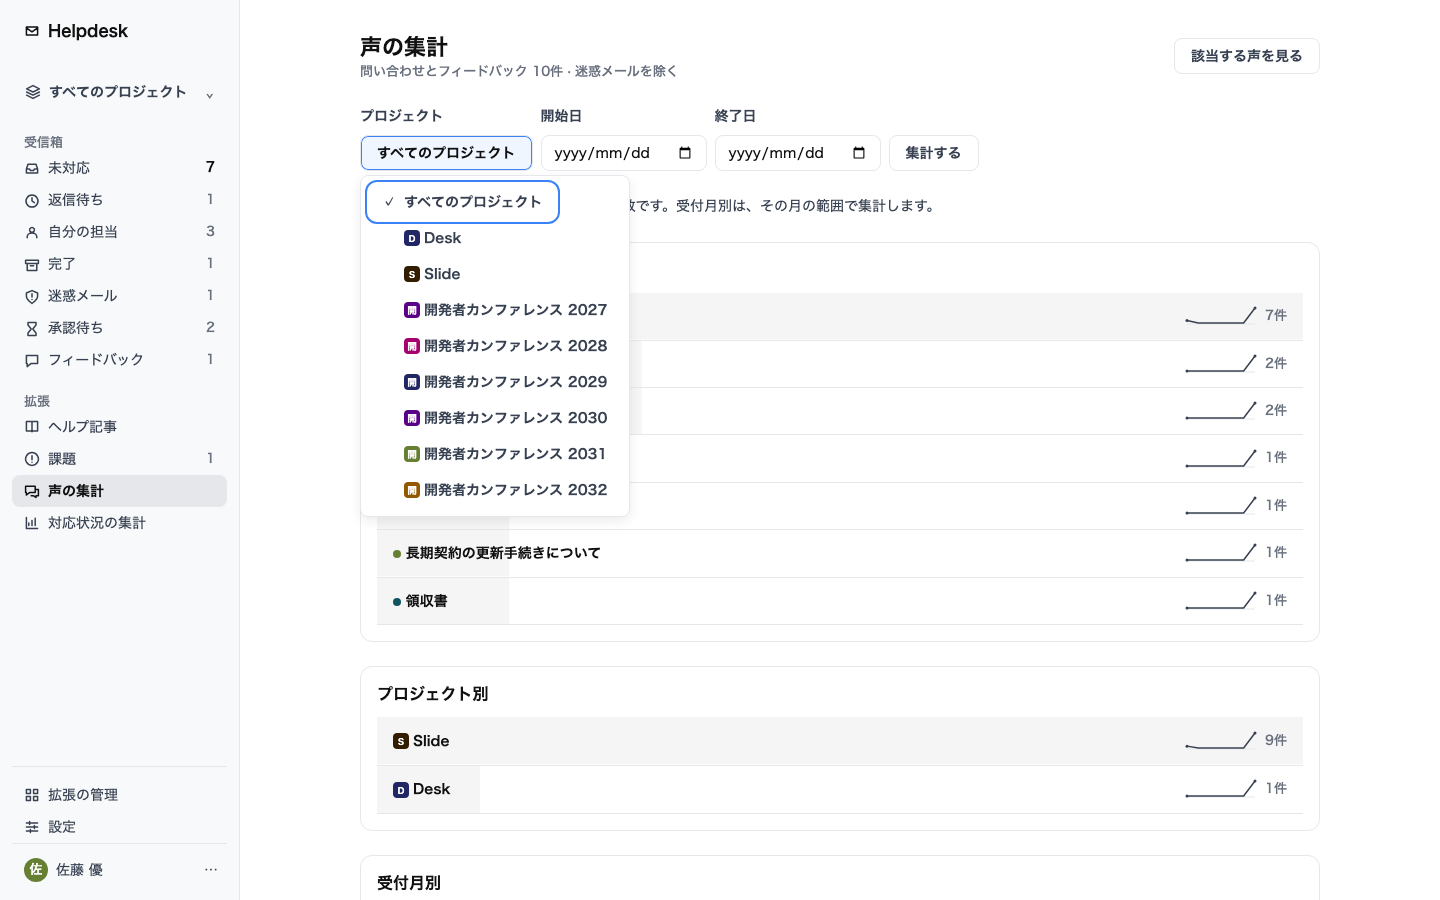 Helpdesk
すべてのプロジェクト
受信箱
未対応 7
返信待ち 1
自分の担当 3
完了 1
迷惑メール 1
承認待ち 2
フィードバック 1
拡張
ヘルプ記事
課題 1
声の集計
対応状況の集計
拡張の管理
設定
佐 佐藤 優 …
声の集計
問い合わせとフィードバック 10件 · 迷惑メールを除く
該当する声を見る
プロジェクト 開始日 終了日
すべてのプロジェクト yyyy/mm/dd yyyy/mm/dd 集計する
✓ すべてのプロジェクト
です。受付月別は、その月の範囲で集計します。
D Desk
S Slide
開 開発者カンファレンス 2027
開 開発者カンファレンス 2028
開 開発者カンファレンス 2029
開 開発者カンファレンス 2030
開 開発者カンファレンス 2031
開 開発者カンファレンス 2032
7件
2件
2件
1件
1件
長期契約の更新手続きについて 1件
領収書 1件
プロジェクト別
S Slide 9件
D Desk 1件
受付月別